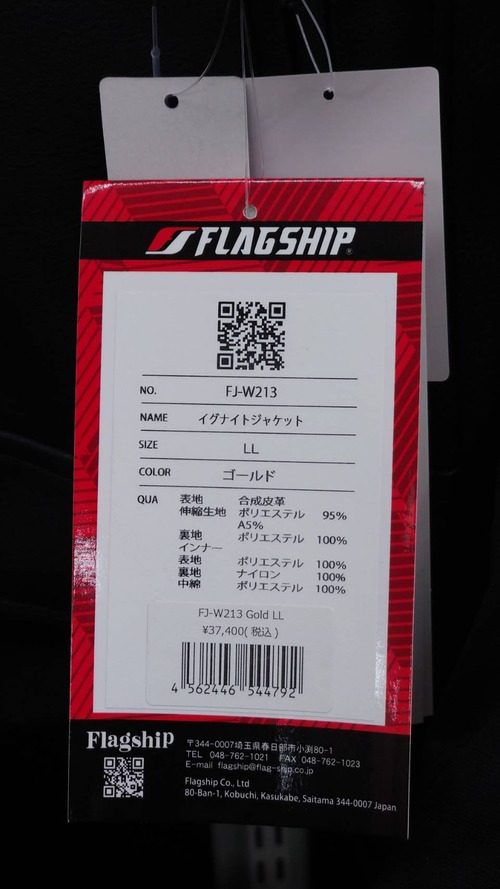 FLAGSHIP®
NO. FJ-W213
NAME イグナイトジャケット
SIZE LL
COLOR ゴールド
QUA 表地 合成皮革
伸縮生地 ポリエステル 95%
A5%
裏地 ポリエステル 100%
インナー
表地 ポリエステル 100%
裏地 ナイロン 100%
中綿 ポリエステル 100%
FJ-W213 Gold LL
¥37,400(税込)
4 562446 544792
Flagship
〒344-0007埼玉県春日部市小渕80-1
TEL 048-762-1021 FAX 048-762-1023
E-mail flagship@flag-ship.co.jp
Flagship Co., Ltd
80-Ban-1, Kobuchi, Kasukabe, Saitama 344-0007 Japan